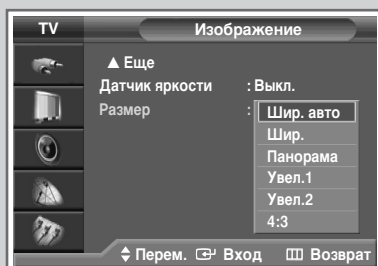 TV Изображение
▲ Еще
Датчик яркости : Выкл.
Размер : Шир. авто
Шир.
Панорама
Увел.1
Увел.2
4:3
Перем. Вход Возврат